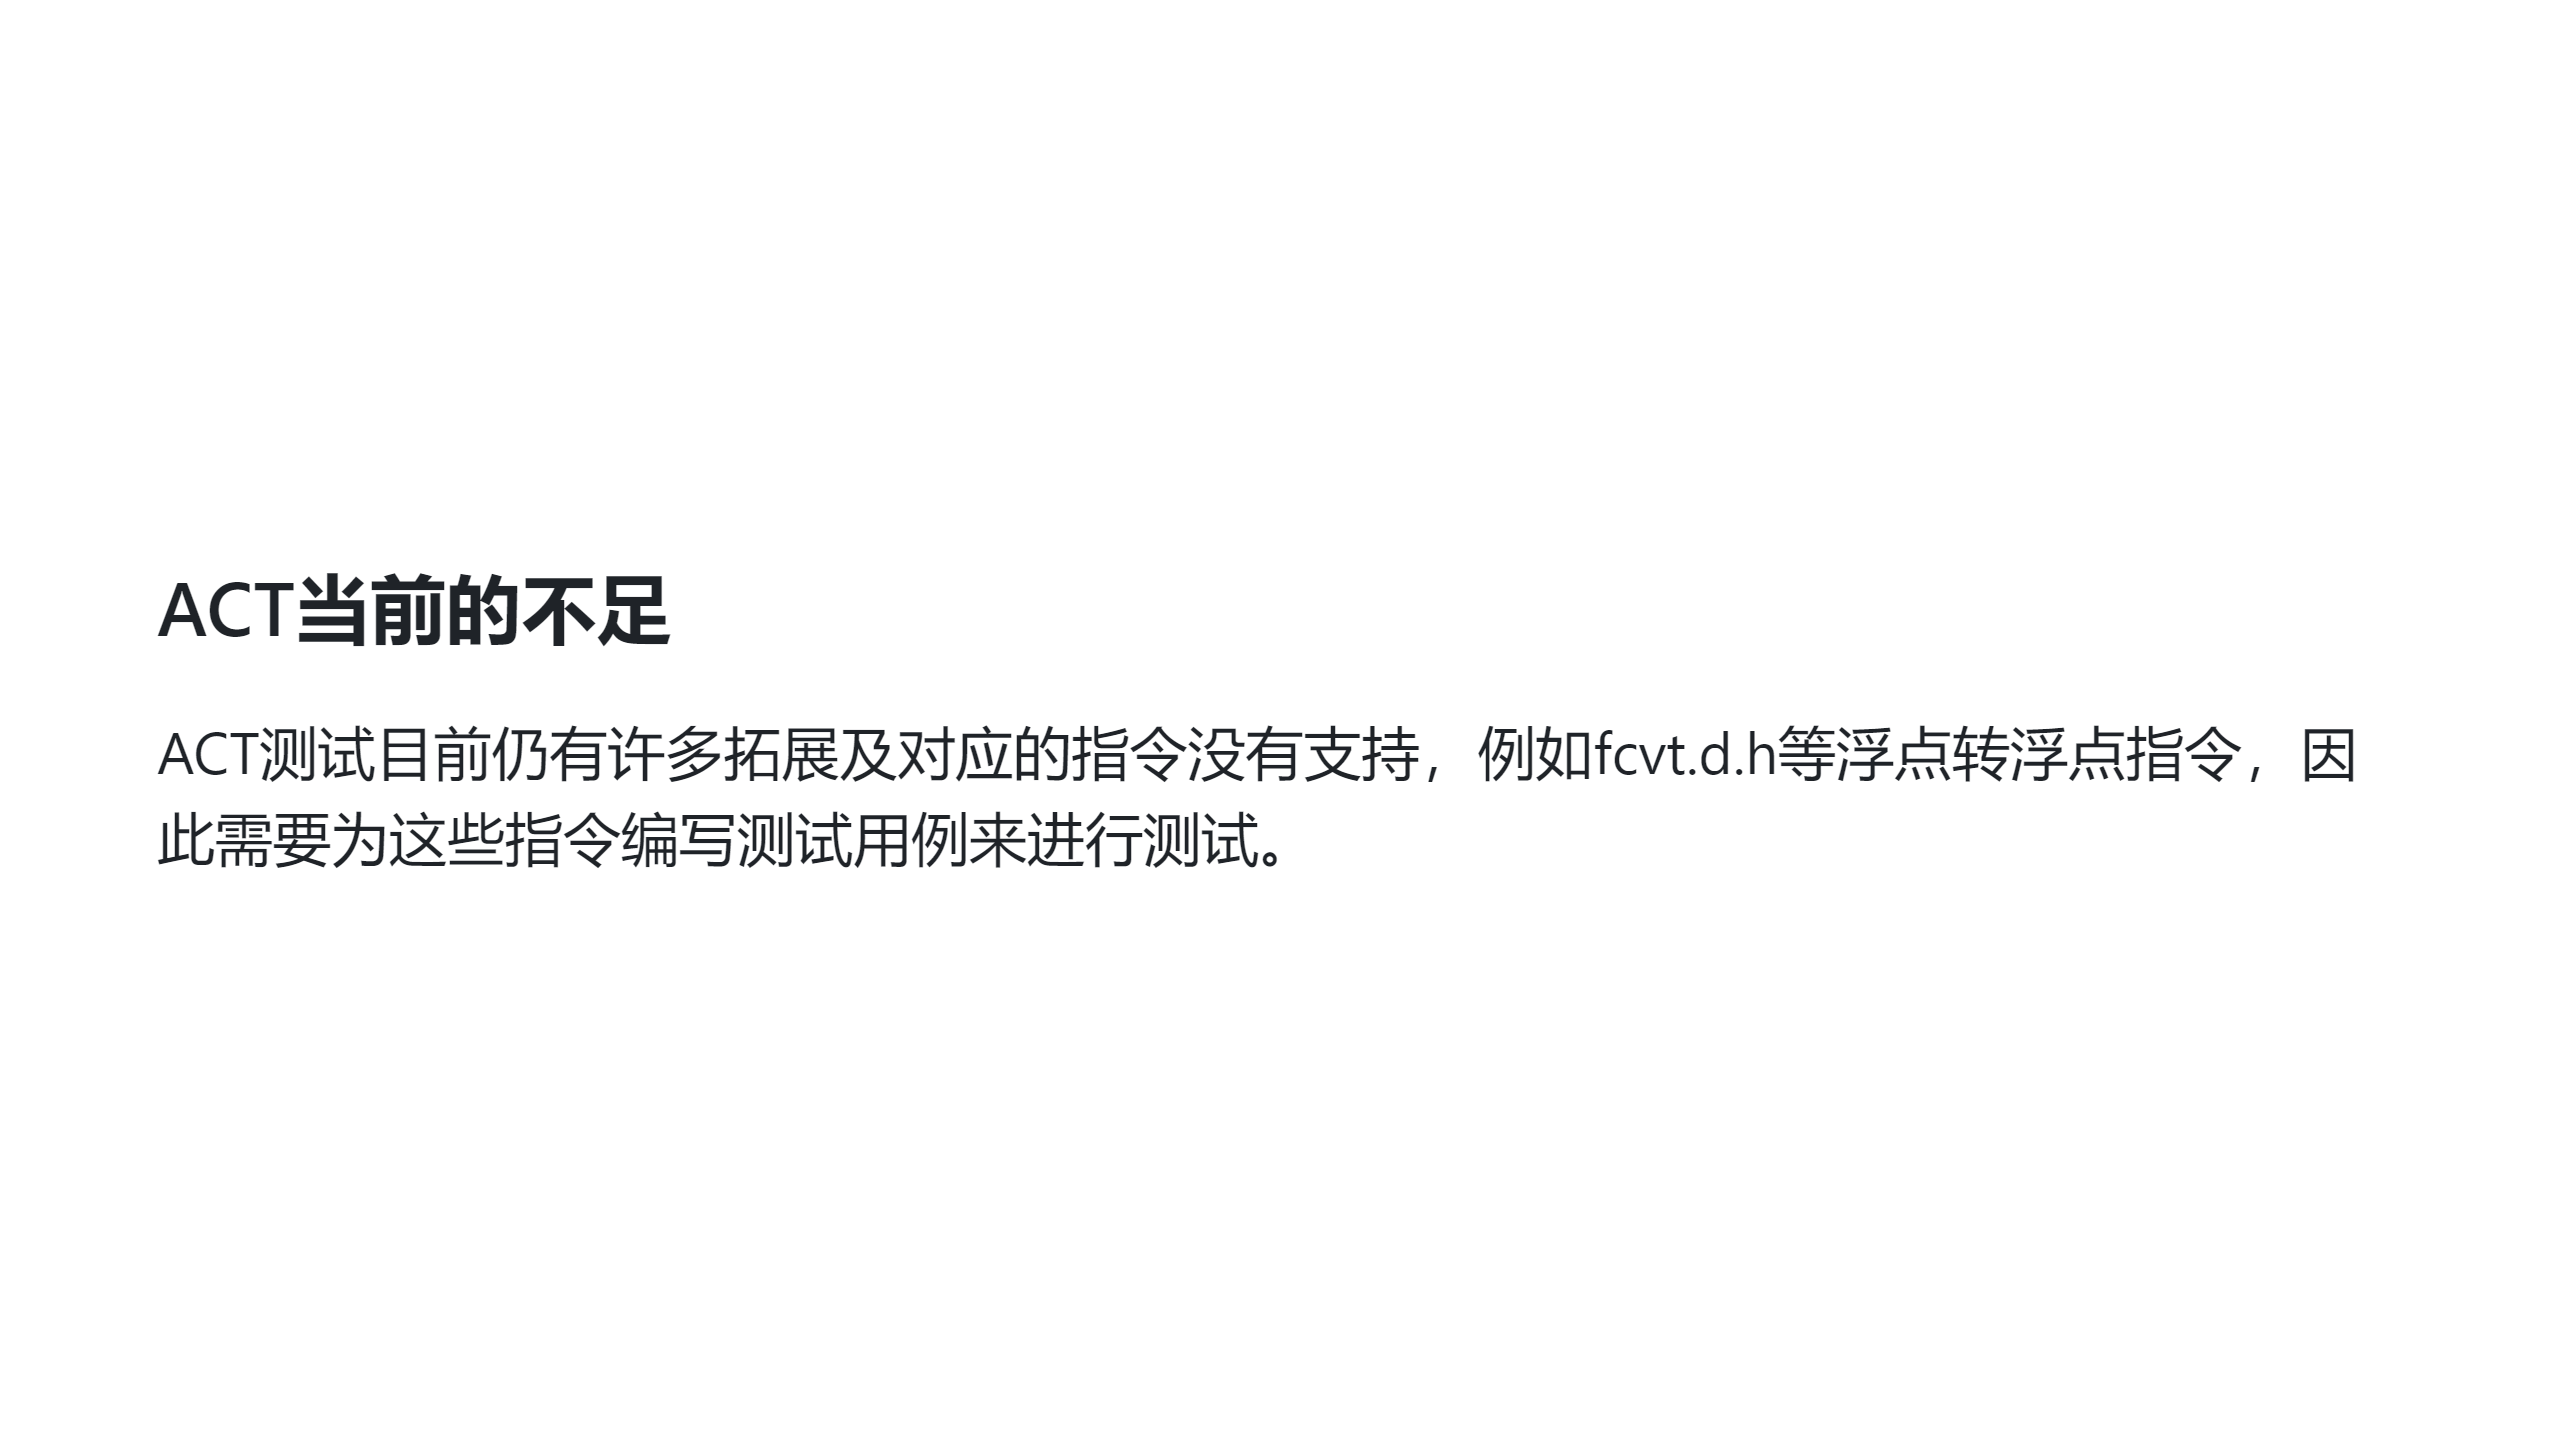 ACT当前的不足
ACT测试目前仍有许多拓展及对应的指令没有支持，例如fcvt.d.h等浮点转浮点指令，因
此需要为这些指令编写测试用例来进行测试。